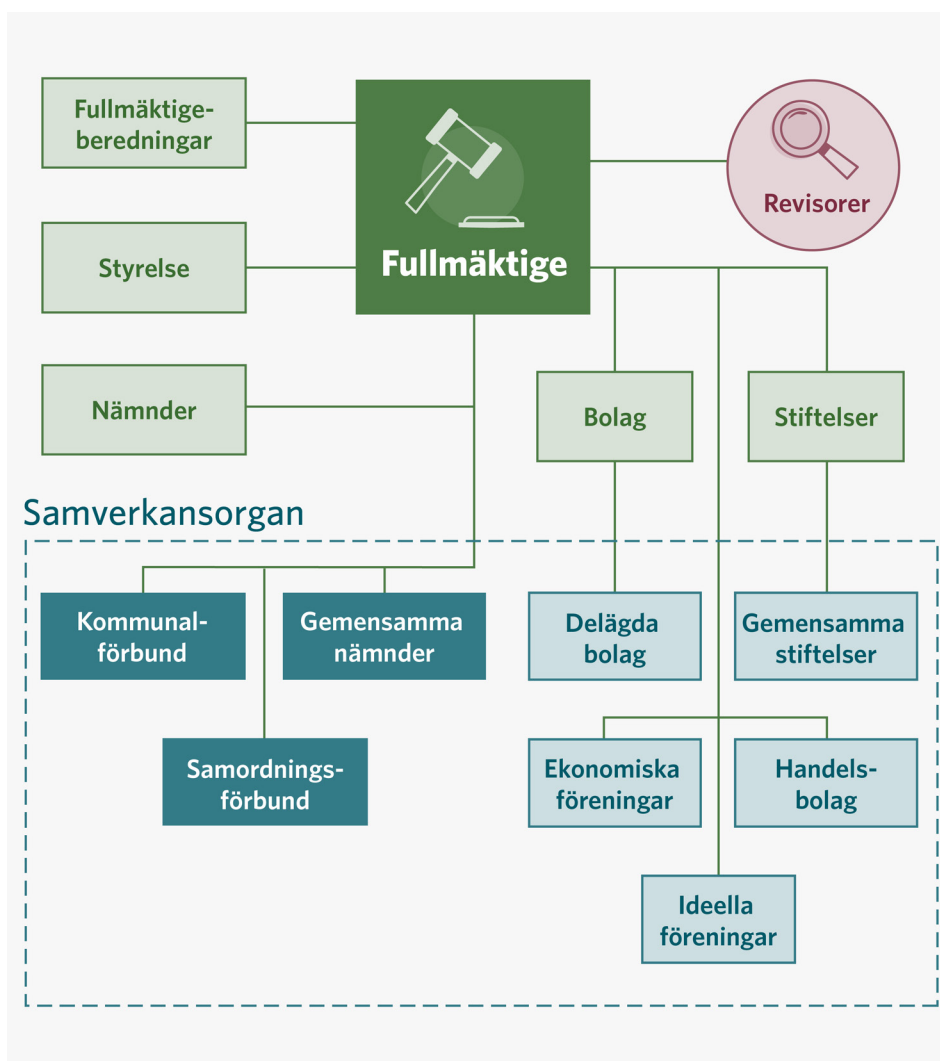 Fullmäktige-
beredningar
Revisorer
Fullmäktige
Styrelse
Nämnder
Bolag
Stiftelser
Samverkansorgan
Kommunal-
förbund
Gemensamma
nämnder
Delägda
bolag
Gemensamma
stiftelser
Samordnings-
förbund
Ekonomiska
föreningar
Handels-
bolag
Ideella
föreningar